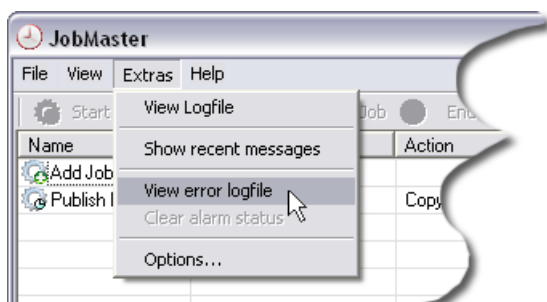 JobMaster
File View Extras Help
Start Job
View Logfile
Show recent messages
View error logfile
Clear alarm status
Options...
Name Action
Add Job
Publish Copy